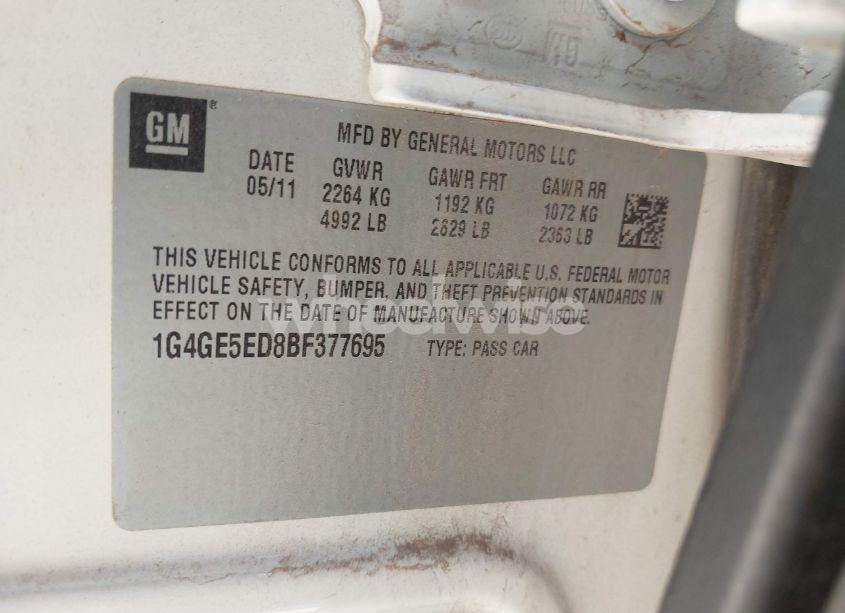 GM ®
MFD BY GENERAL MOTORS LLC
DATE GVWR GAWR FRT GAWR RR
05/11 2264 KG 1192 KG 1072 KG
4992 LB 2629 LB 2363 LB
THIS VEHICLE CONFORMS TO ALL APPLICABLE U.S. FEDERAL MOTOR
VEHICLE SAFETY, BUMPER, AND THEFT PREVENTION STANDARDS IN
EFFECT ON THE DATE OF MANUFACTURE SHOWN ABOVE.
1G4GE5ED8BF377695 TYPE: PASS CAR